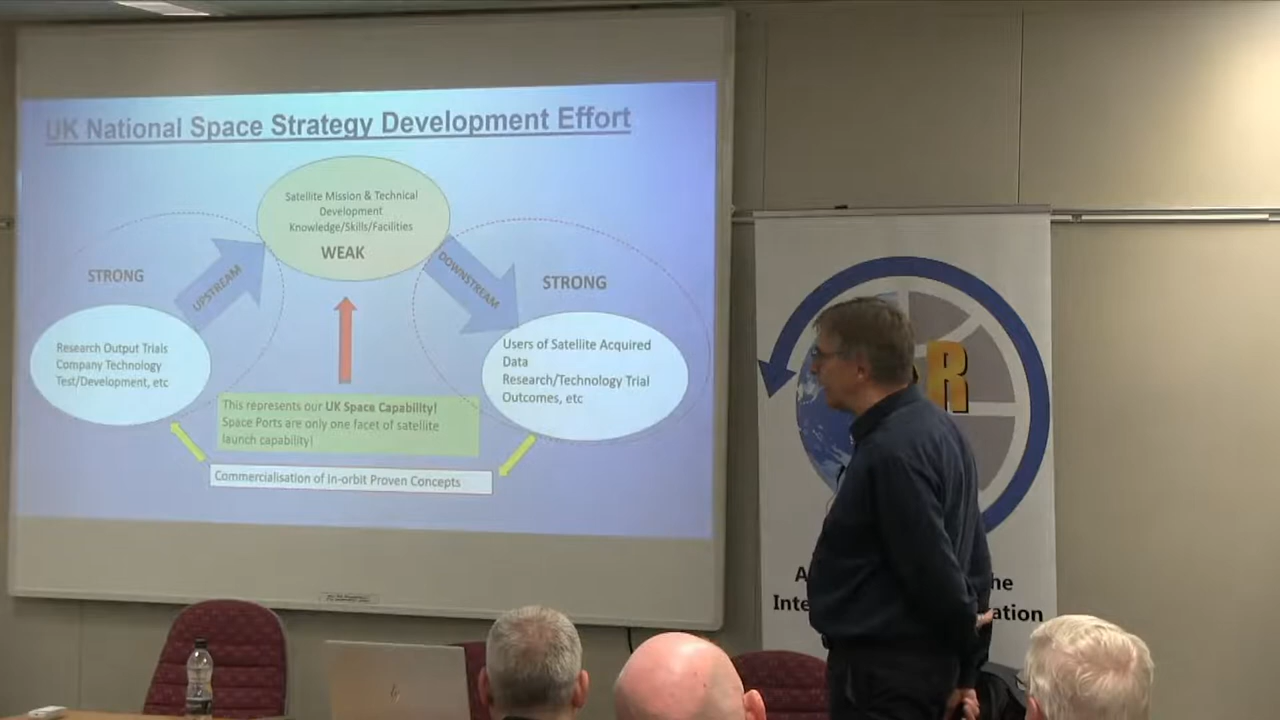 UK National Space Strategy Development Effort
Satellite Mission & Technical
Development
Knowledge/Skills/Facilities
WEAK
STRONG
UPSTREAM
DOWNSTREAM
STRONG
Research Output Trials
Company Technology
Test/Development, etc
Users of Satellite Acquired
Data
Research/Technology Trial
Outcomes, etc
This represents our UK Space Capability!
Space Ports are only one facet of satellite
launch capability!
Commercialisation of In-orbit Proven Concepts
R
he
hp